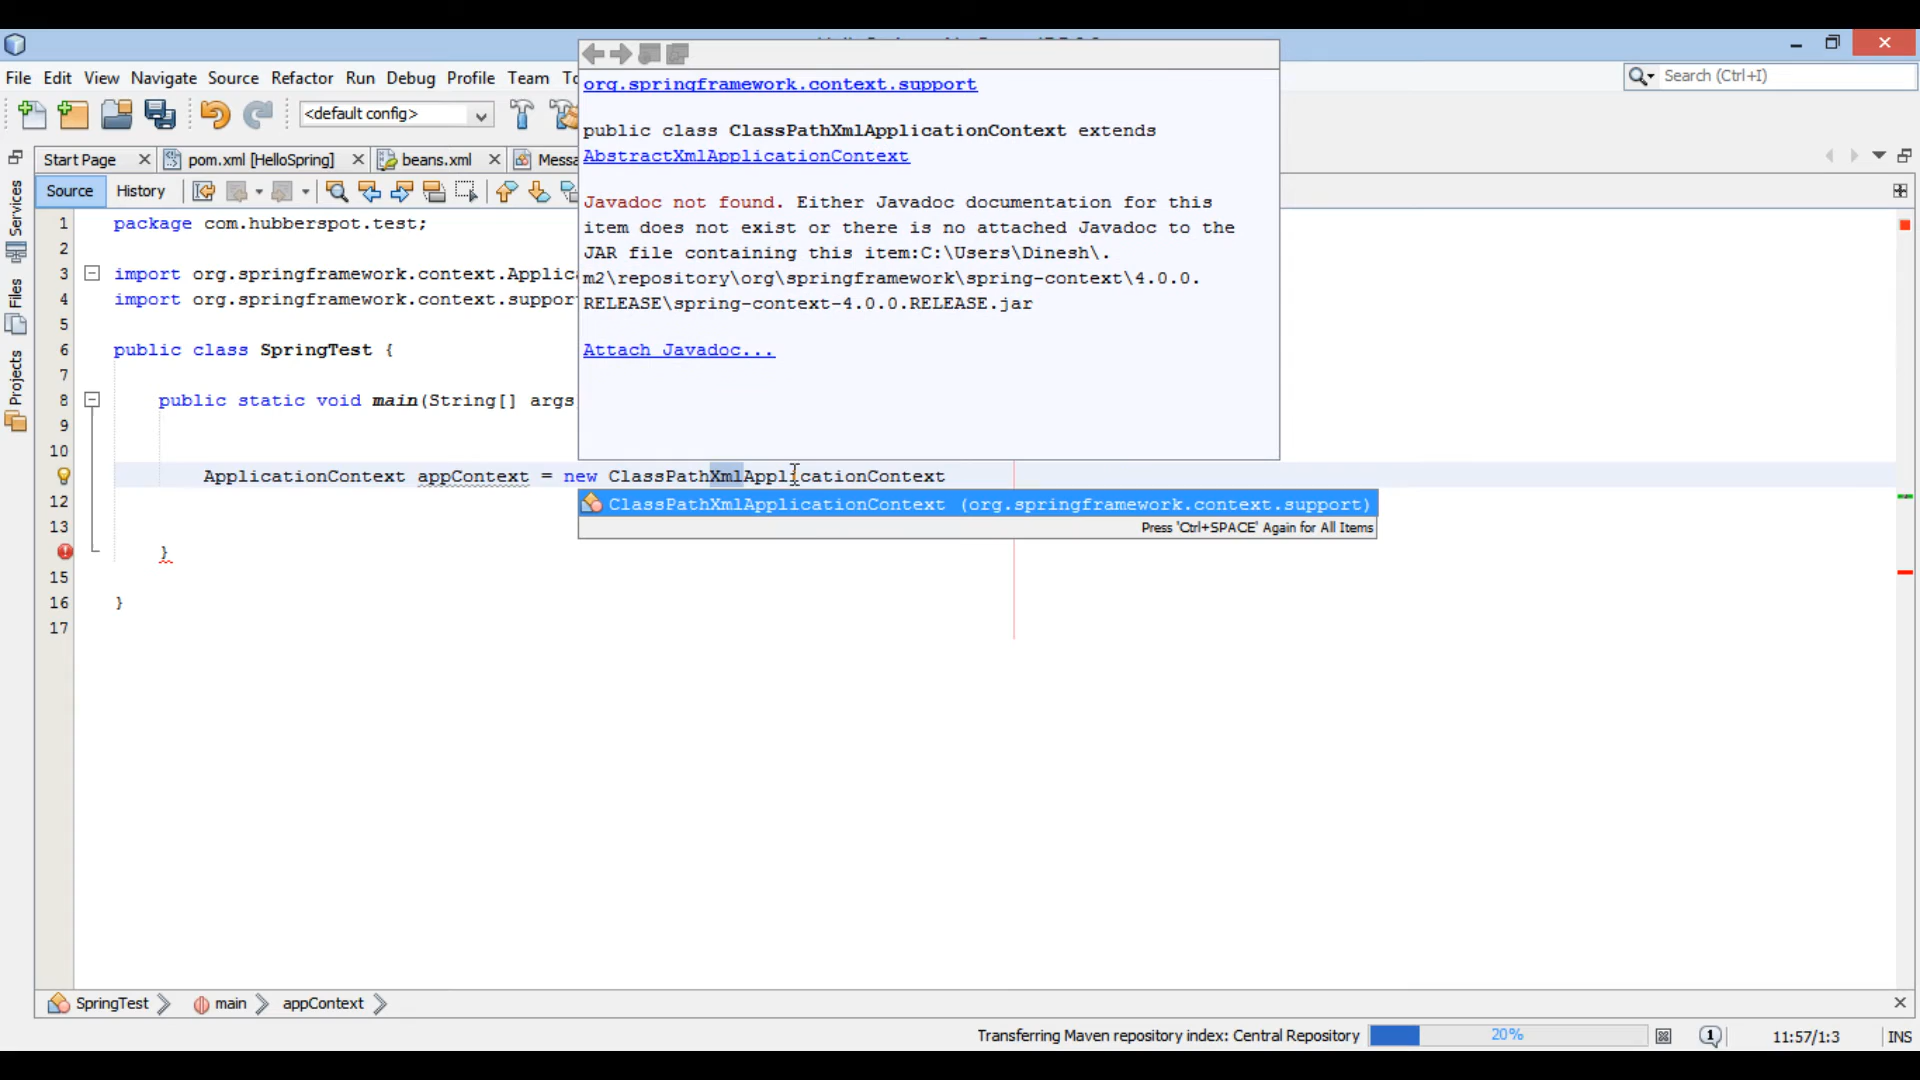 File Edit View Navigate Source Refactor Run Debug Profile Team
Search (Ctrl+I)
<default config>
Start Page pom.xml [HelloSpring] beans.xml
Source History
Services
Files
Projects
org.springframework.context.support
public class ClassPathXmlApplicationContext extends
AbstractXmlApplicationContext
Javadoc not found. Either Javadoc documentation for this
item does not exist or there is no attached Javadoc to the
JAR file containing this item:C:\Users\Dinesh\.
m2\repository\org\springframework\spring-context\4.0.0.
RELEASE\spring-context-4.0.0.RELEASE.jar
Attach Javadoc...
1 package com.hubberspot.test;
2
3 import org.springframework.context.Applic
4 import org.springframework.context.suppor
5
6 public class SpringTest {
7
8 public static void main(String[] args
9
10
ApplicationContext appContext = new ClassPathXmlApplicationContext
ClassPathXmlApplicationContext (org.springframework.context.support)
Press 'Ctrl+SPACE' Again for All Items
12
13
}
15
16 }
17
SpringTest main appContext
Transferring Maven repository index: Central Repository 20% 1 11:57/1:3 INS